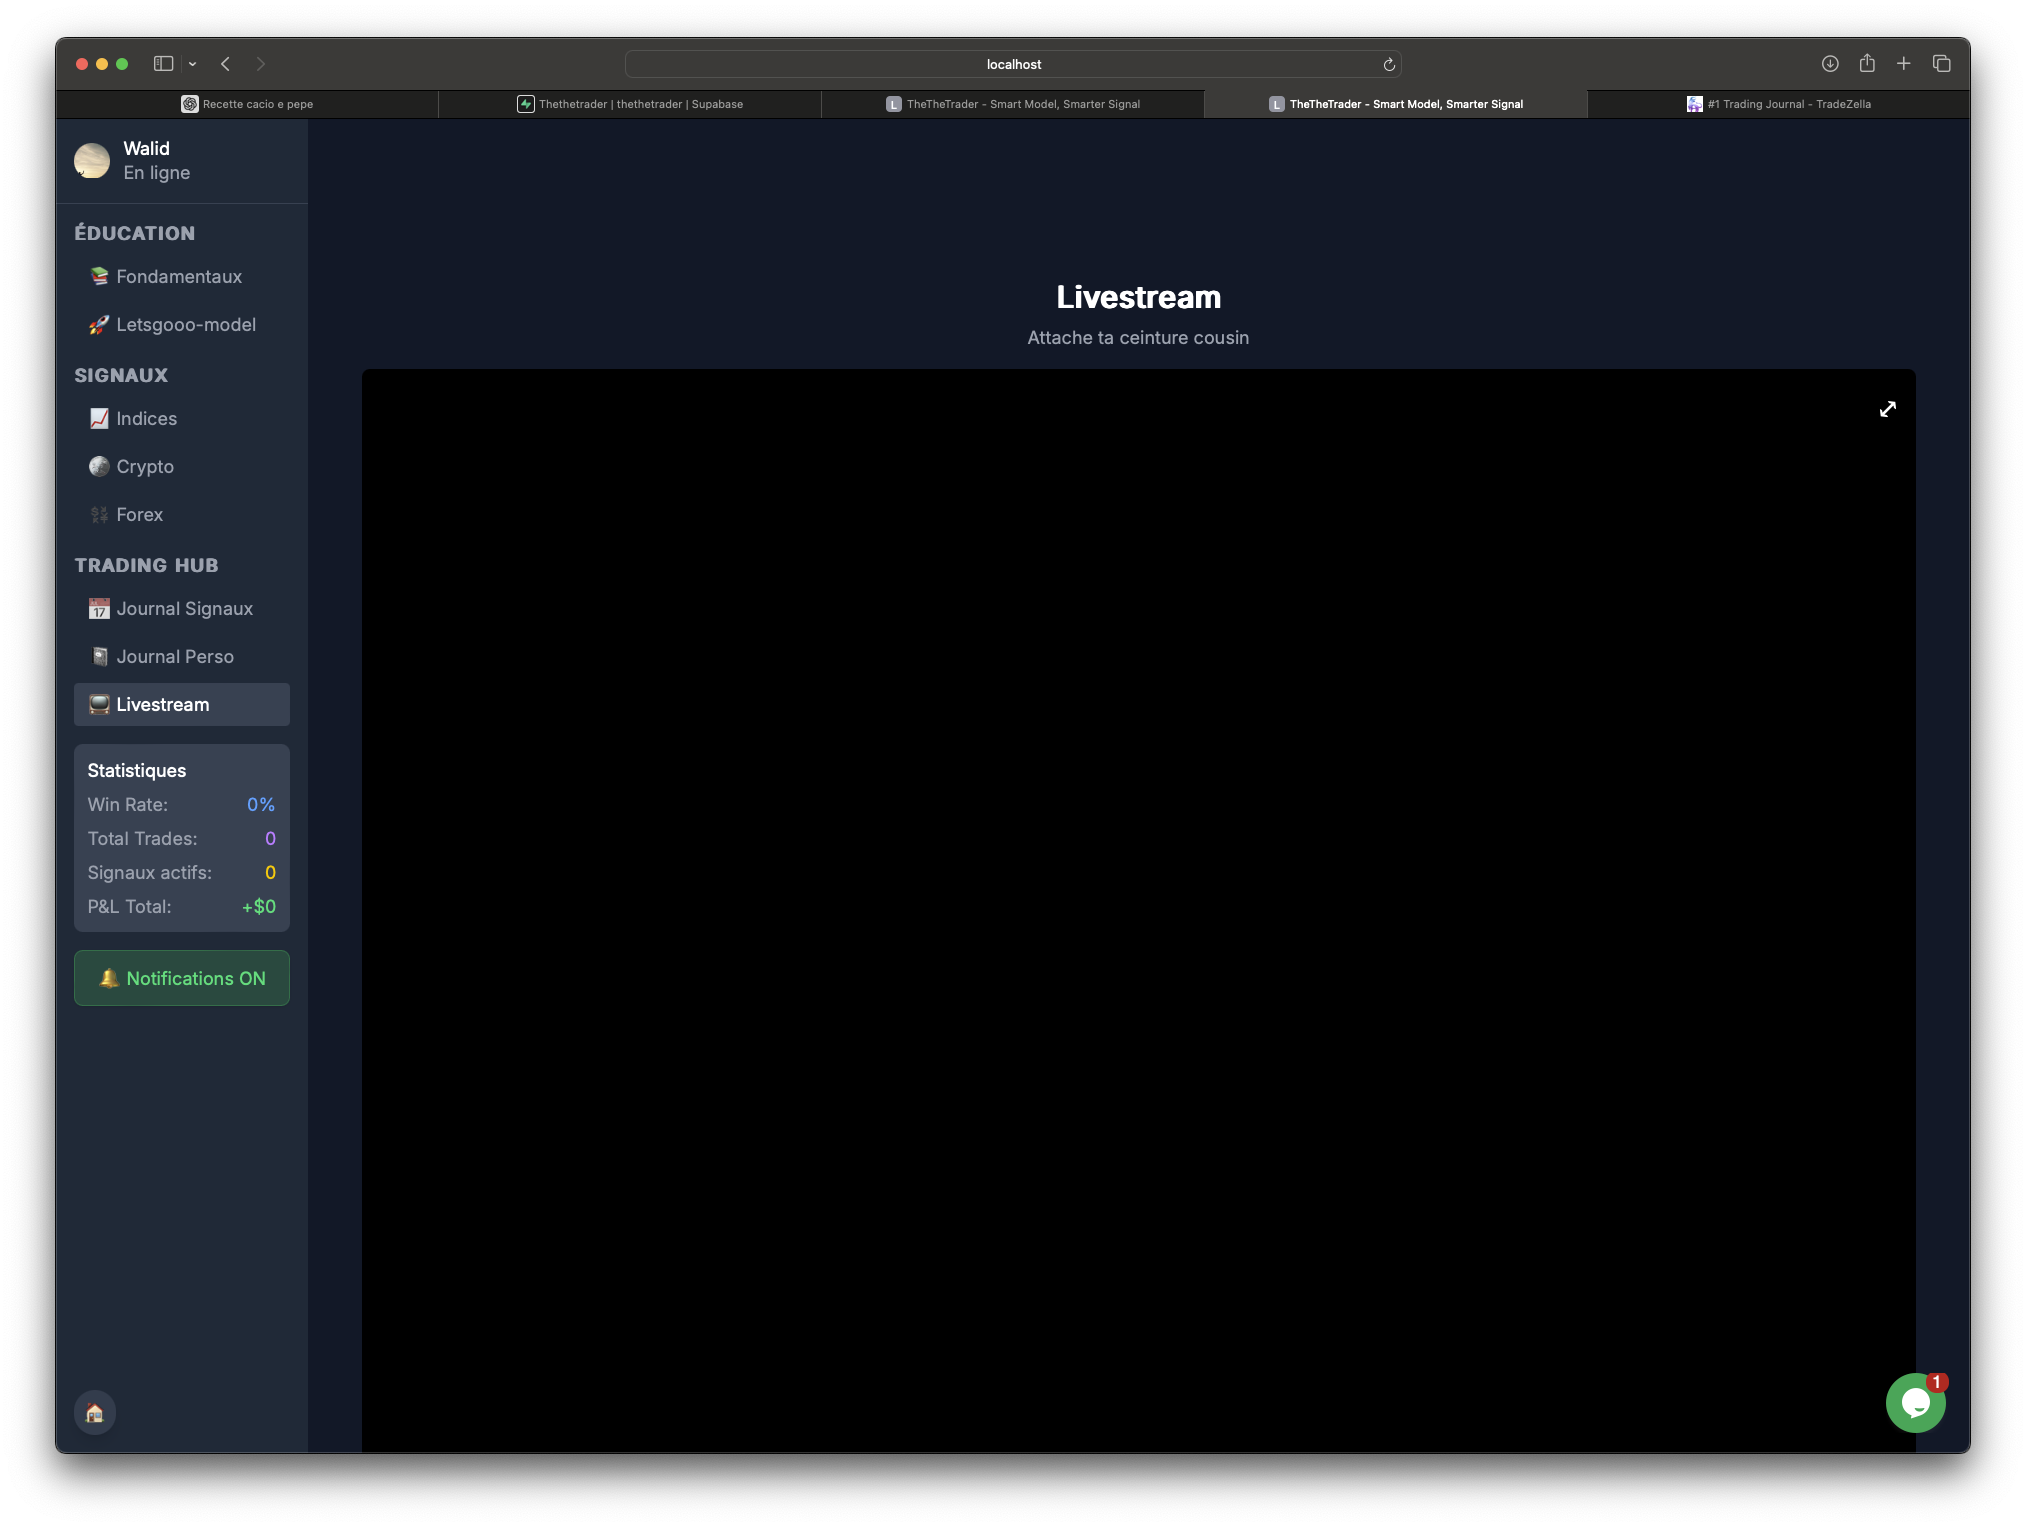 localhost
Recette cacio e pepe
Thethetrader | thethetrader | Supabase
L TheTheTrader - Smart Model, Smarter Signal
L TheTheTrader - Smart Model, Smarter Signal
#1 Trading Journal - TradeZella
Walid
En ligne
ÉDUCATION
Fondamentaux
Letsgooo-model
SIGNAUX
Indices
Crypto
Forex
TRADING HUB
17 Journal Signaux
Journal Perso
Livestream
Statistiques
Win Rate: 0%
Total Trades: 0
Signaux actifs: 0
P&L Total: +$0
Notifications ON
Livestream
Attache ta ceinture cousin
1